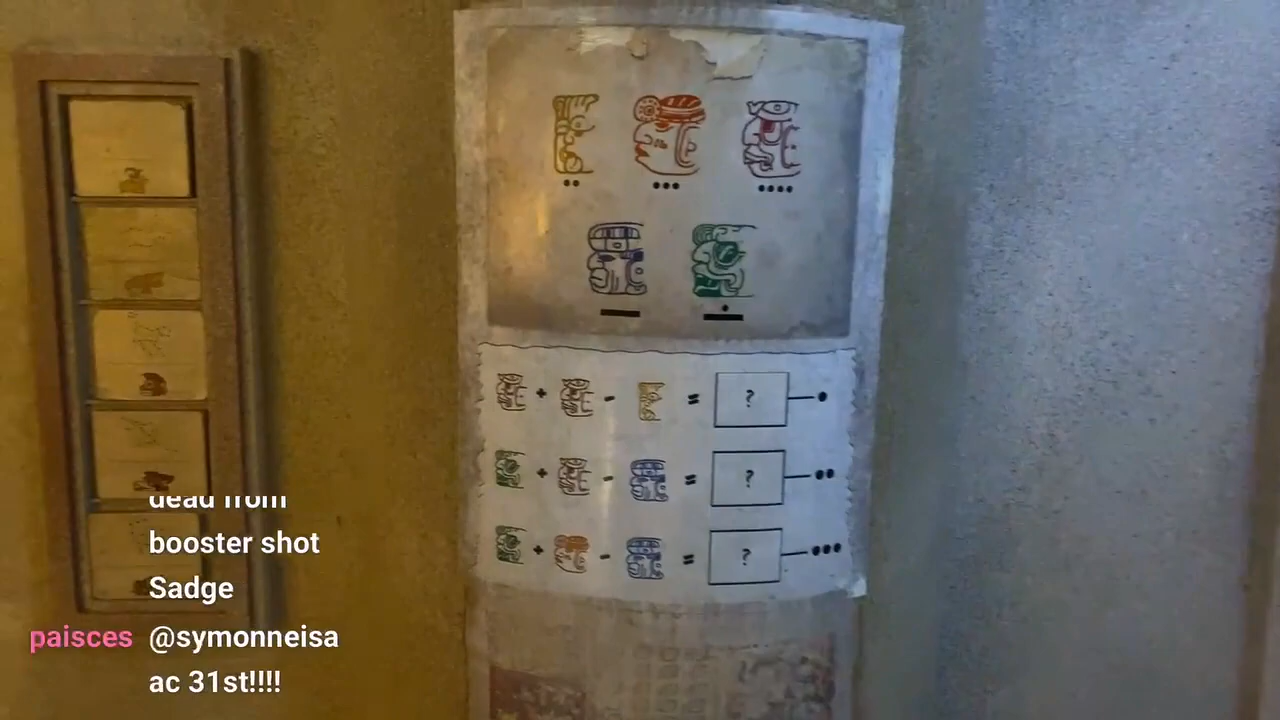 + - = ?
+ - = ?
+ - = ?
dead from
booster shot
Sadge
paisces @symonneisa
ac 31st!!!!